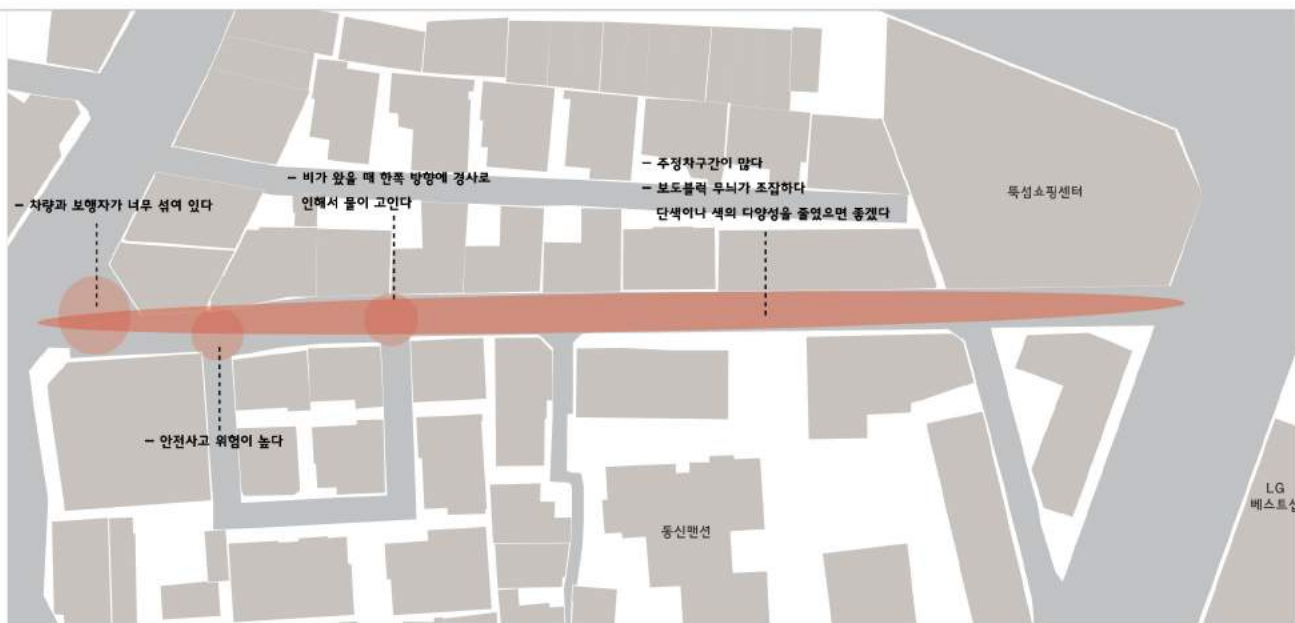 – 주정차구간이 많다
– 보도블럭 무늬가 조잡하다
단색이나 색의 다양성을 줄였으면 좋겠다
– 비가 왔을 때 한쪽 방향에 경사로
인해서 물이 고인다
– 차량과 보행자가 너무 섞여 있다
뚝섬쇼핑센터
– 안전사고 위험이 높다
동신맨션
LG
베스트샵